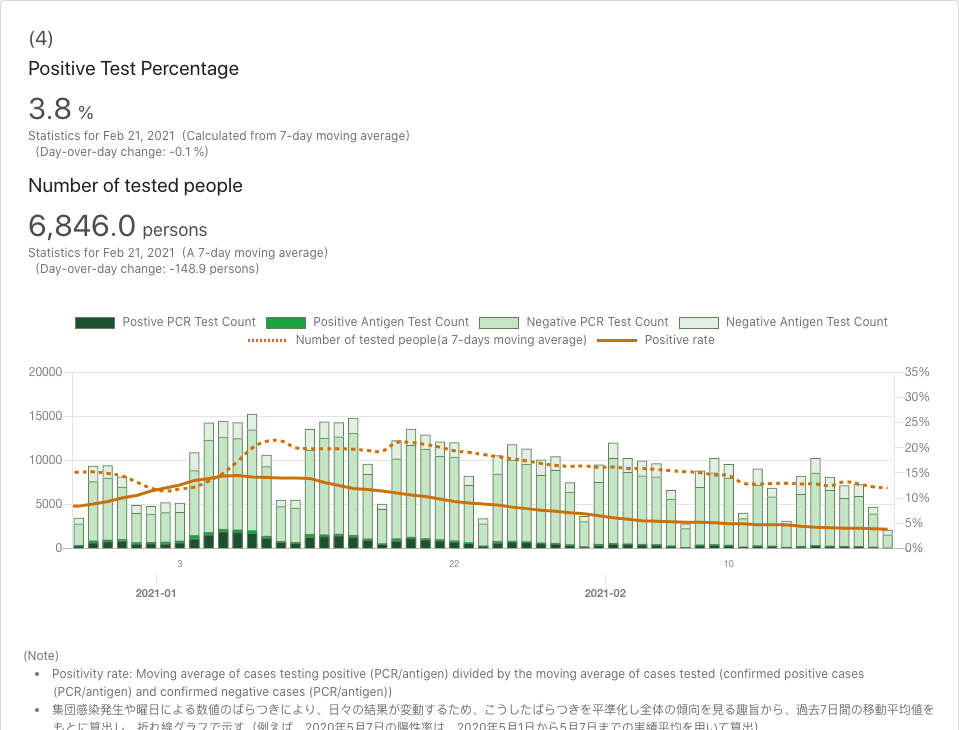 (4)
Positive Test Percentage
3.8 %
Statistics for Feb 21, 2021 (Calculated from 7-day moving average)
(Day-over-day change: -0.1 %)
Number of tested people
6,846.0 persons
Statistics for Feb 21, 2021 (A 7-day moving average)
(Day-over-day change: -148.9 persons)
Postive PCR Test Count Positive Antigen Test Count Negative PCR Test Count Negative Antigen Test Count
Number of tested people(a 7-days moving average) Positive rate
20000 35%
30%
15000 25%
20%
10000 15%
5000 10%
5%
0 0%
3 22 10
2021-01 2021-02
(Note)
• Positivity rate: Moving average of cases testing positive (PCR/antigen) divided by the moving average of cases tested (confirmed positive cases
(PCR/antigen) and confirmed negative cases (PCR/antigen))
• 集団感染発生や曜日による数値のばらつきにより、日々の結果が変動するため、こうしたばらつきを平準化し全体の傾向を見る趣旨から、過去7日間の移動平均値を
もとに算出し、折れ線グラフで示す（例えば、2020年5月7日の陽性率は、2020年5月1日から5月7日までの実績平均を用いて算出）